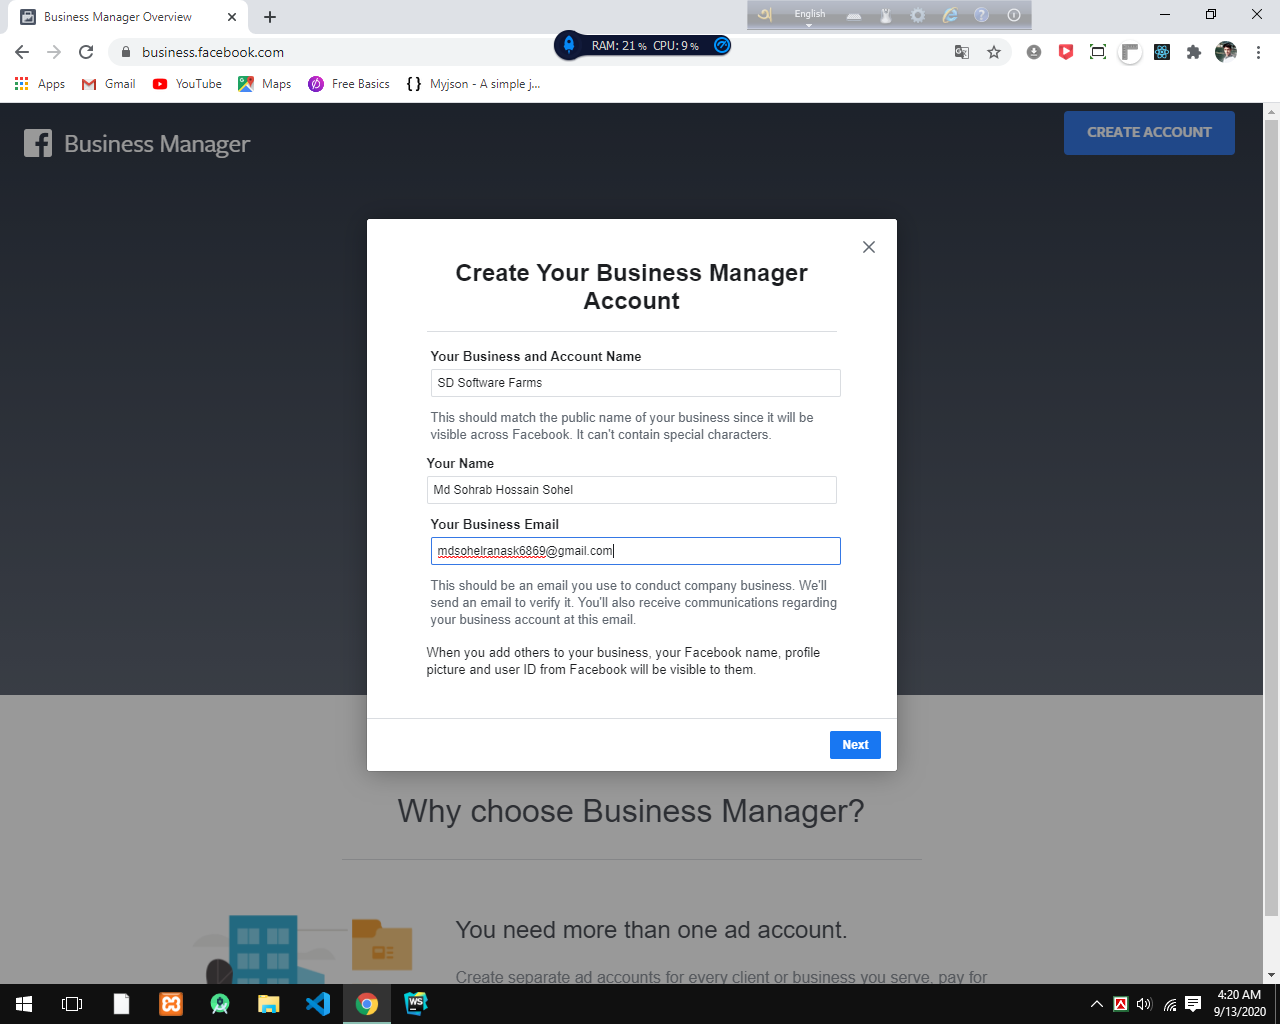 Business Manager Overview
English
business.facebook.com
RAM: 21 % CPU: 9 %
Apps
Gmail
YouTube
Maps
Free Basics
Myjson - A simple j...
Business Manager
CREATE ACCOUNT
Create Your Business Manager
Account
Your Business and Account Name
SD Software Farms
This should match the public name of your business since it will be
visible across Facebook. It can't contain special characters.
Your Name
Md Sohrab Hossain Sohel
Your Business Email
mdsohelranask6869@gmail.com
This should be an email you use to conduct company business. We'll
send an email to verify it. You'll also receive communications regarding
your business account at this email.
When you add others to your business, your Facebook name, profile
picture and user ID from Facebook will be visible to them.
Next
Why choose Business Manager?
You need more than one ad account.
Create separate ad accounts for every client or business you serve, pay for
WS
4:20 AM
9/13/2020